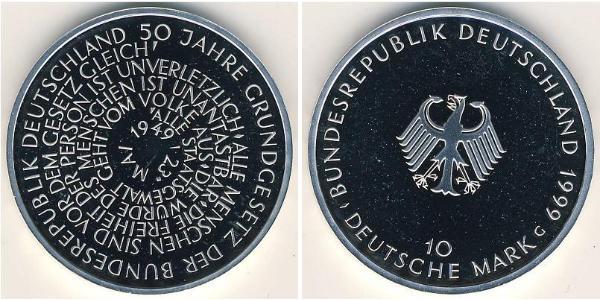 50 JAHRE GRUNDGESETZ DER BUNDESREPUBLIK DEUTSCHLAND
ALLE MENSCHEN SIND VOR DEM GESETZ GLEICH
DIE FREIHEIT DER PERSON IST UNVERLETZLICH
DIE WÜRDE DES MENSCHEN IST UNANTASTBAR
ALLE STAATSGEWALT GEHT VOM VOLKE AUS
23 MAI 1949
BUNDESREPUBLIK DEUTSCHLAND 1999
G
10
DEUTSCHE MARK